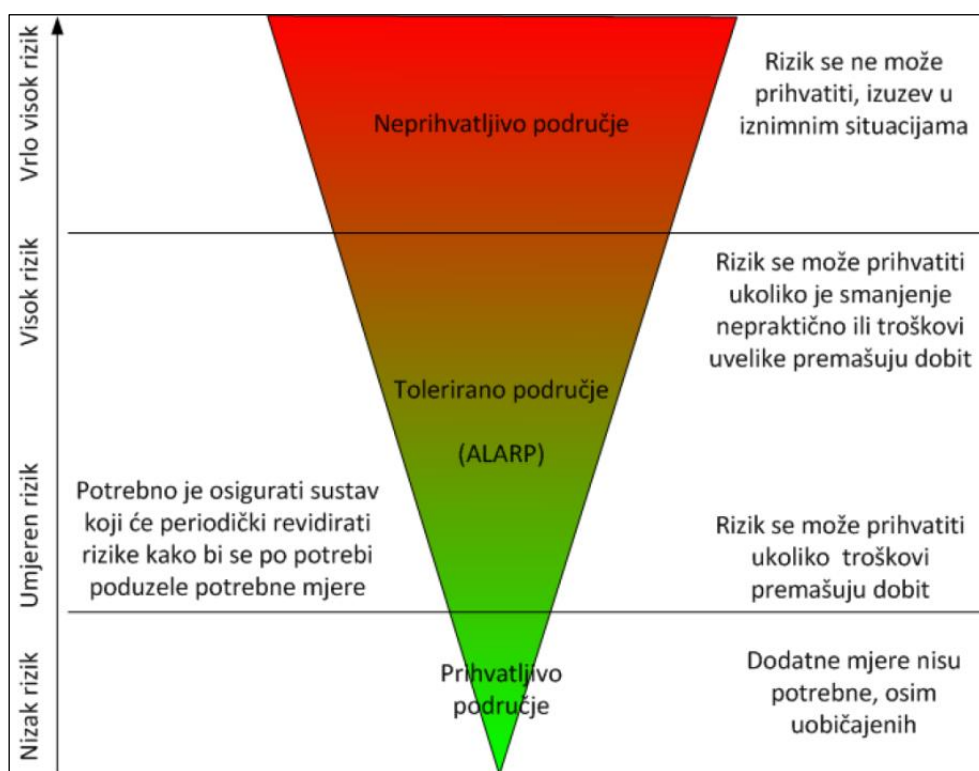 Vrlo visok rizik
Neprihvatljivo područje
Rizik se ne može
prihvatiti, izuzev u
iznimnim situacijama
Visok rizik
Rizik se može prihvatiti
ukoliko je smanjenje
nepraktično ili troškovi
uvelike premašuju dobit
Tolerirano područje
(ALARP)
Umjeren rizik
Potrebno je osigurati sustav
koji će periodički revidirati
rizike kako bi se po potrebi
poduzele potrebne mjere
Rizik se može prihvatiti
ukoliko troškovi
premašuju dobit
Nizak rizik
Prihvatljivo
područje
Dodatne mjere nisu
potrebne, osim
uobičajenih